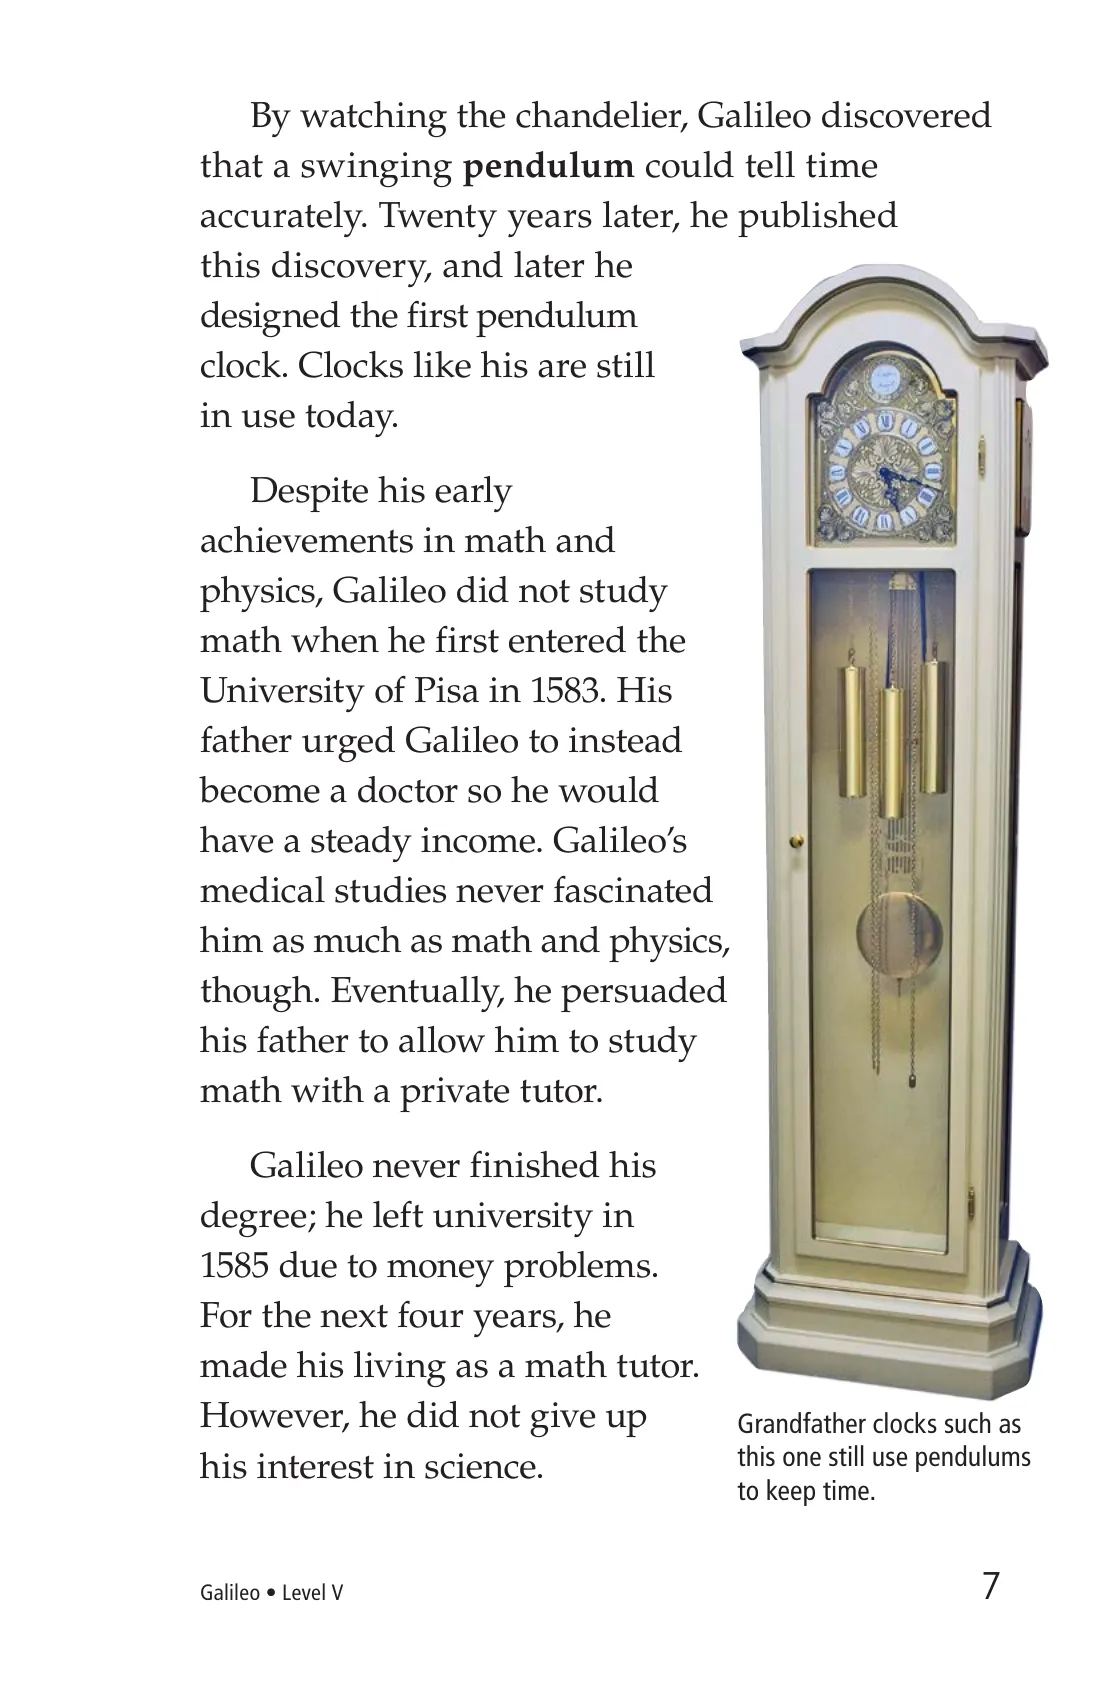 By watching the chandelier, Galileo discovered
that a swinging pendulum could tell time
accurately. Twenty years later, he published
this discovery, and later he
designed the first pendulum
clock. Clocks like his are still
in use today.
Despite his early
achievements in math and
physics, Galileo did not study
math when he first entered the
University of Pisa in 1583. His
father urged Galileo to instead
become a doctor so he would
have a steady income. Galileo’s
medical studies never fascinated
him as much as math and physics,
though. Eventually, he persuaded
his father to allow him to study
math with a private tutor.
Galileo never finished his
degree; he left university in
1585 due to money problems.
For the next four years, he
made his living as a math tutor.
However, he did not give up
his interest in science.
Grandfather clocks such as
this one still use pendulums
to keep time.
Galileo • Level V
7